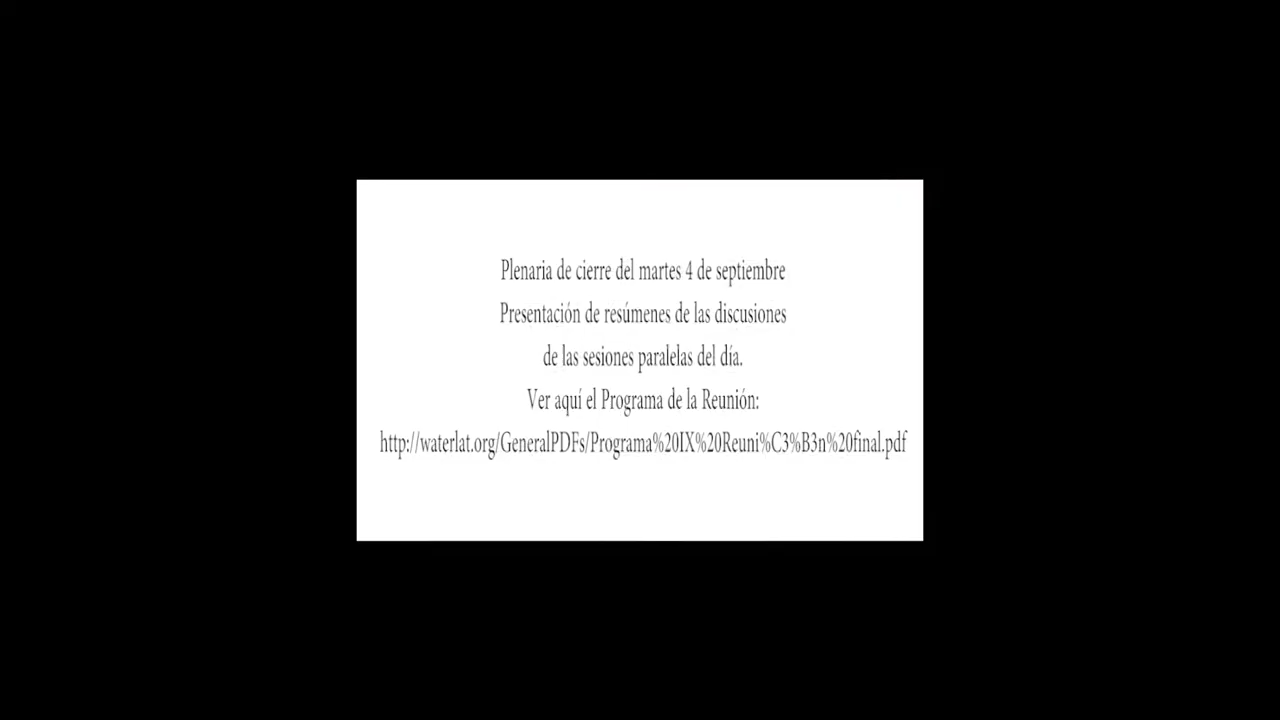 Plenaria de cierre del martes 4 de septiembre
Presentación de resúmenes de las discusiones
de las sesiones paralelas del día.
Ver aquí el Programa de la Reunión:
http://waterlat.org/GeneralPDFs/Programa%20IX%20Reuni%C3%B3n%20final.pdf